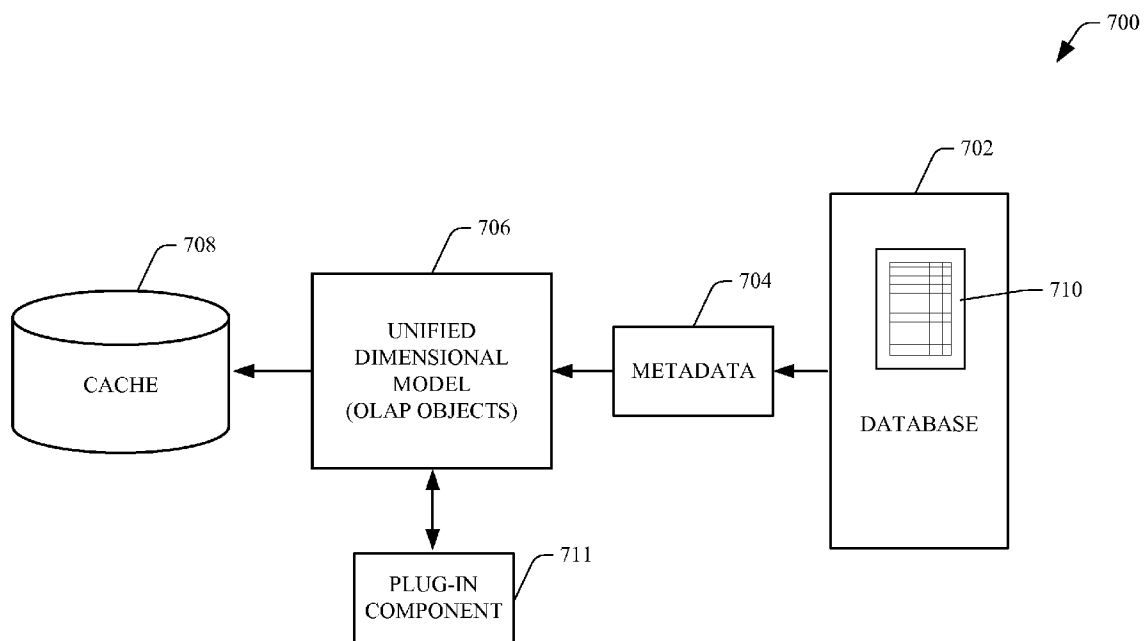 700
702
706
708
704
710
UNIFIED
DIMENSIONAL
MODEL
(OLAP OBJECTS)
METADATA
CACHE
DATABASE
711
PLUG-IN
COMPONENT